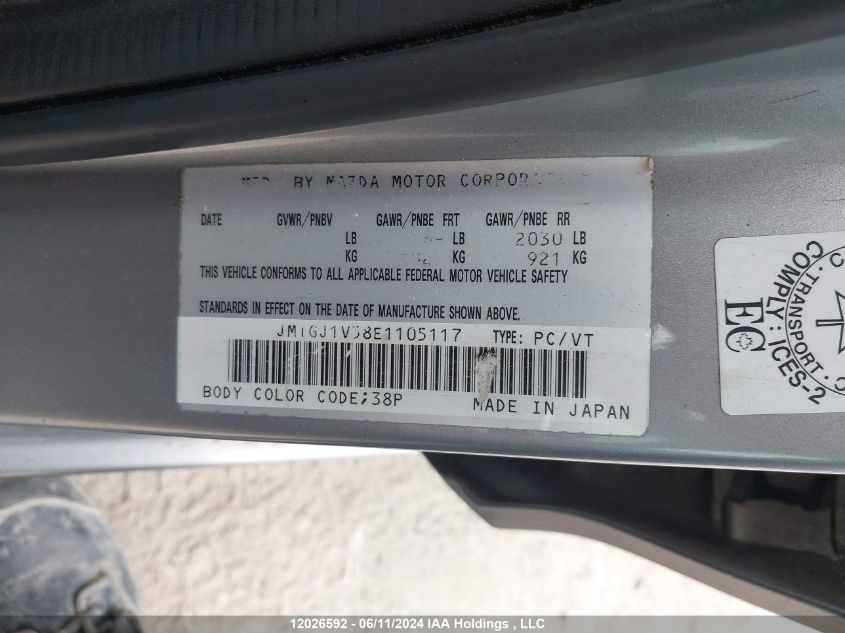 BY MAZDA MOTOR
DATE GVWR/PNBV GAWR/PNBE FRT GAWR/PNBE RR
LB LB 2030 LB
KG KG 921 KG
THIS VEHICLE CONFORMS TO ALL APPLICABLE FEDERAL MOTOR VEHICLE SAFETY
STANDARDS IN EFFECT ON THE DATE OF MANUFACTURE SHOWN ABOVE.
TYPE: PC/VT
BODY COLOR CODE;38P MADE IN JAPAN
EC
COMPLY: ICES-2
TRANSPORT
12026592 - 06/11/2024 IAA Holdings , LLC